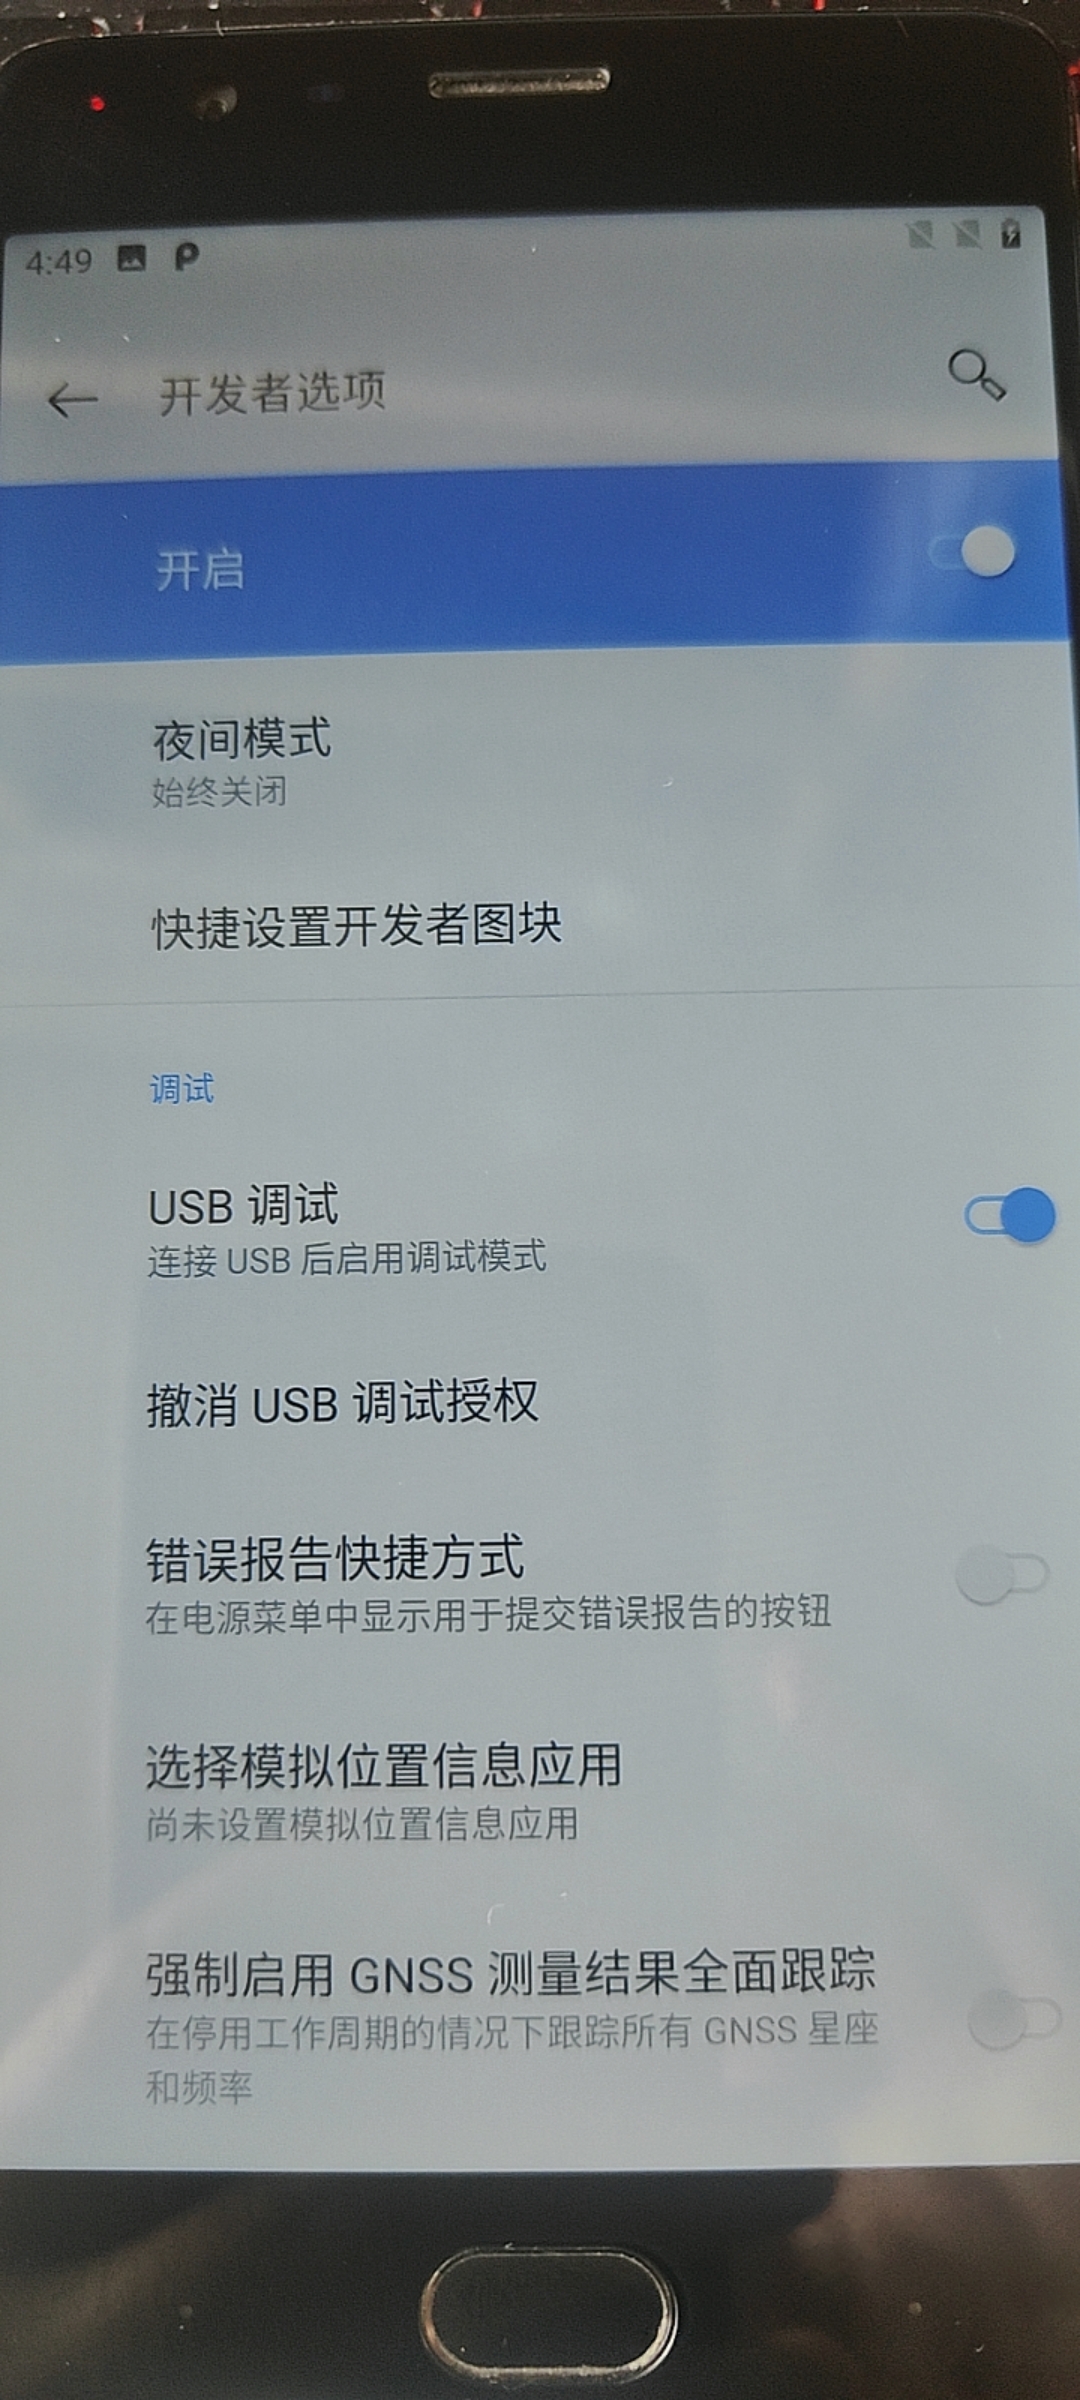 4:49
开发者选项
开启
夜间模式
始终关闭
快捷设置开发者图块
调试
USB 调试
连接 USB 后启用调试模式
撤消 USB 调试授权
错误报告快捷方式
在电源菜单中显示用于提交错误报告的按钮
选择模拟位置信息应用
尚未设置模拟位置信息应用
强制启用 GNSS 测量结果全面跟踪
在停用工作周期的情况下跟踪所有 GNSS 星座
和频率